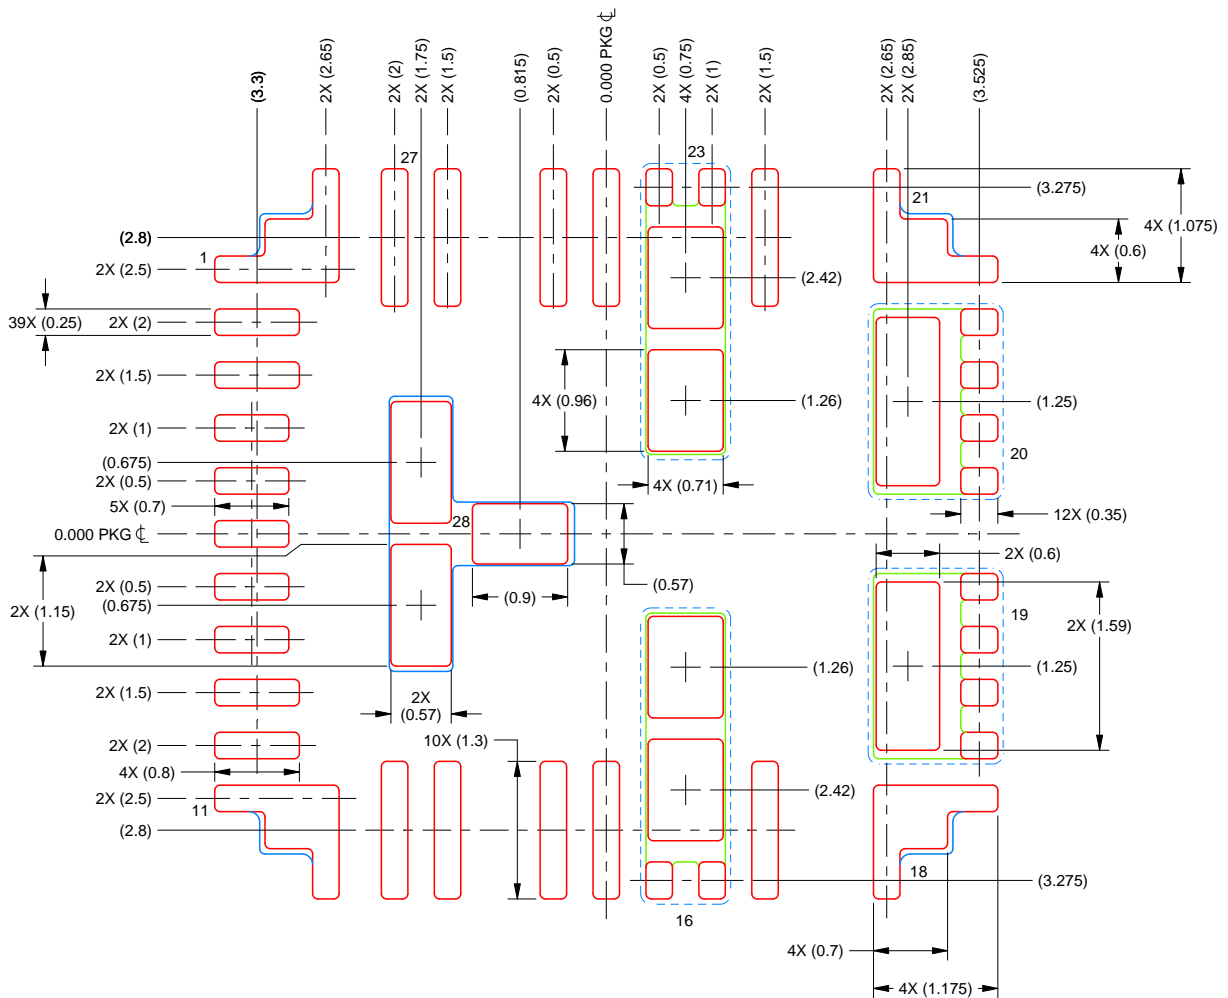 (3.3)
2X (2.65)
2X (2)
2X (1.75)
2X (1.5)
(0.815)
2X (0.5)
0.000 PKG ℄
2X (0.5)
4X (0.75)
2X (1)
2X (1.5)
2X (2.65)
2X (2.85)
(3.525)
27
23
21
(3.275)
4X (1.075)
4X (0.6)
(2.8)
1
2X (2.5)
(2.42)
39X (0.25)
2X (2)
2X (1.5)
4X (0.96)
(1.26)
(1.25)
2X (1)
(0.675)
20
2X (0.5)
4X (0.71)
5X (0.7)
12X (0.35)
28
0.000 PKG ℄
2X (0.6)
2X (0.5)
(0.57)
(0.9)
2X (1.15)
(0.675)
19
2X (1.59)
2X (1)
(1.26)
(1.25)
2X (1.5)
2X
(0.57)
2X (2)
10X (1.3)
4X (0.8)
(2.42)
2X (2.5)
11
(2.8)
18
(3.275)
16
4X (0.7)
4X (1.175)